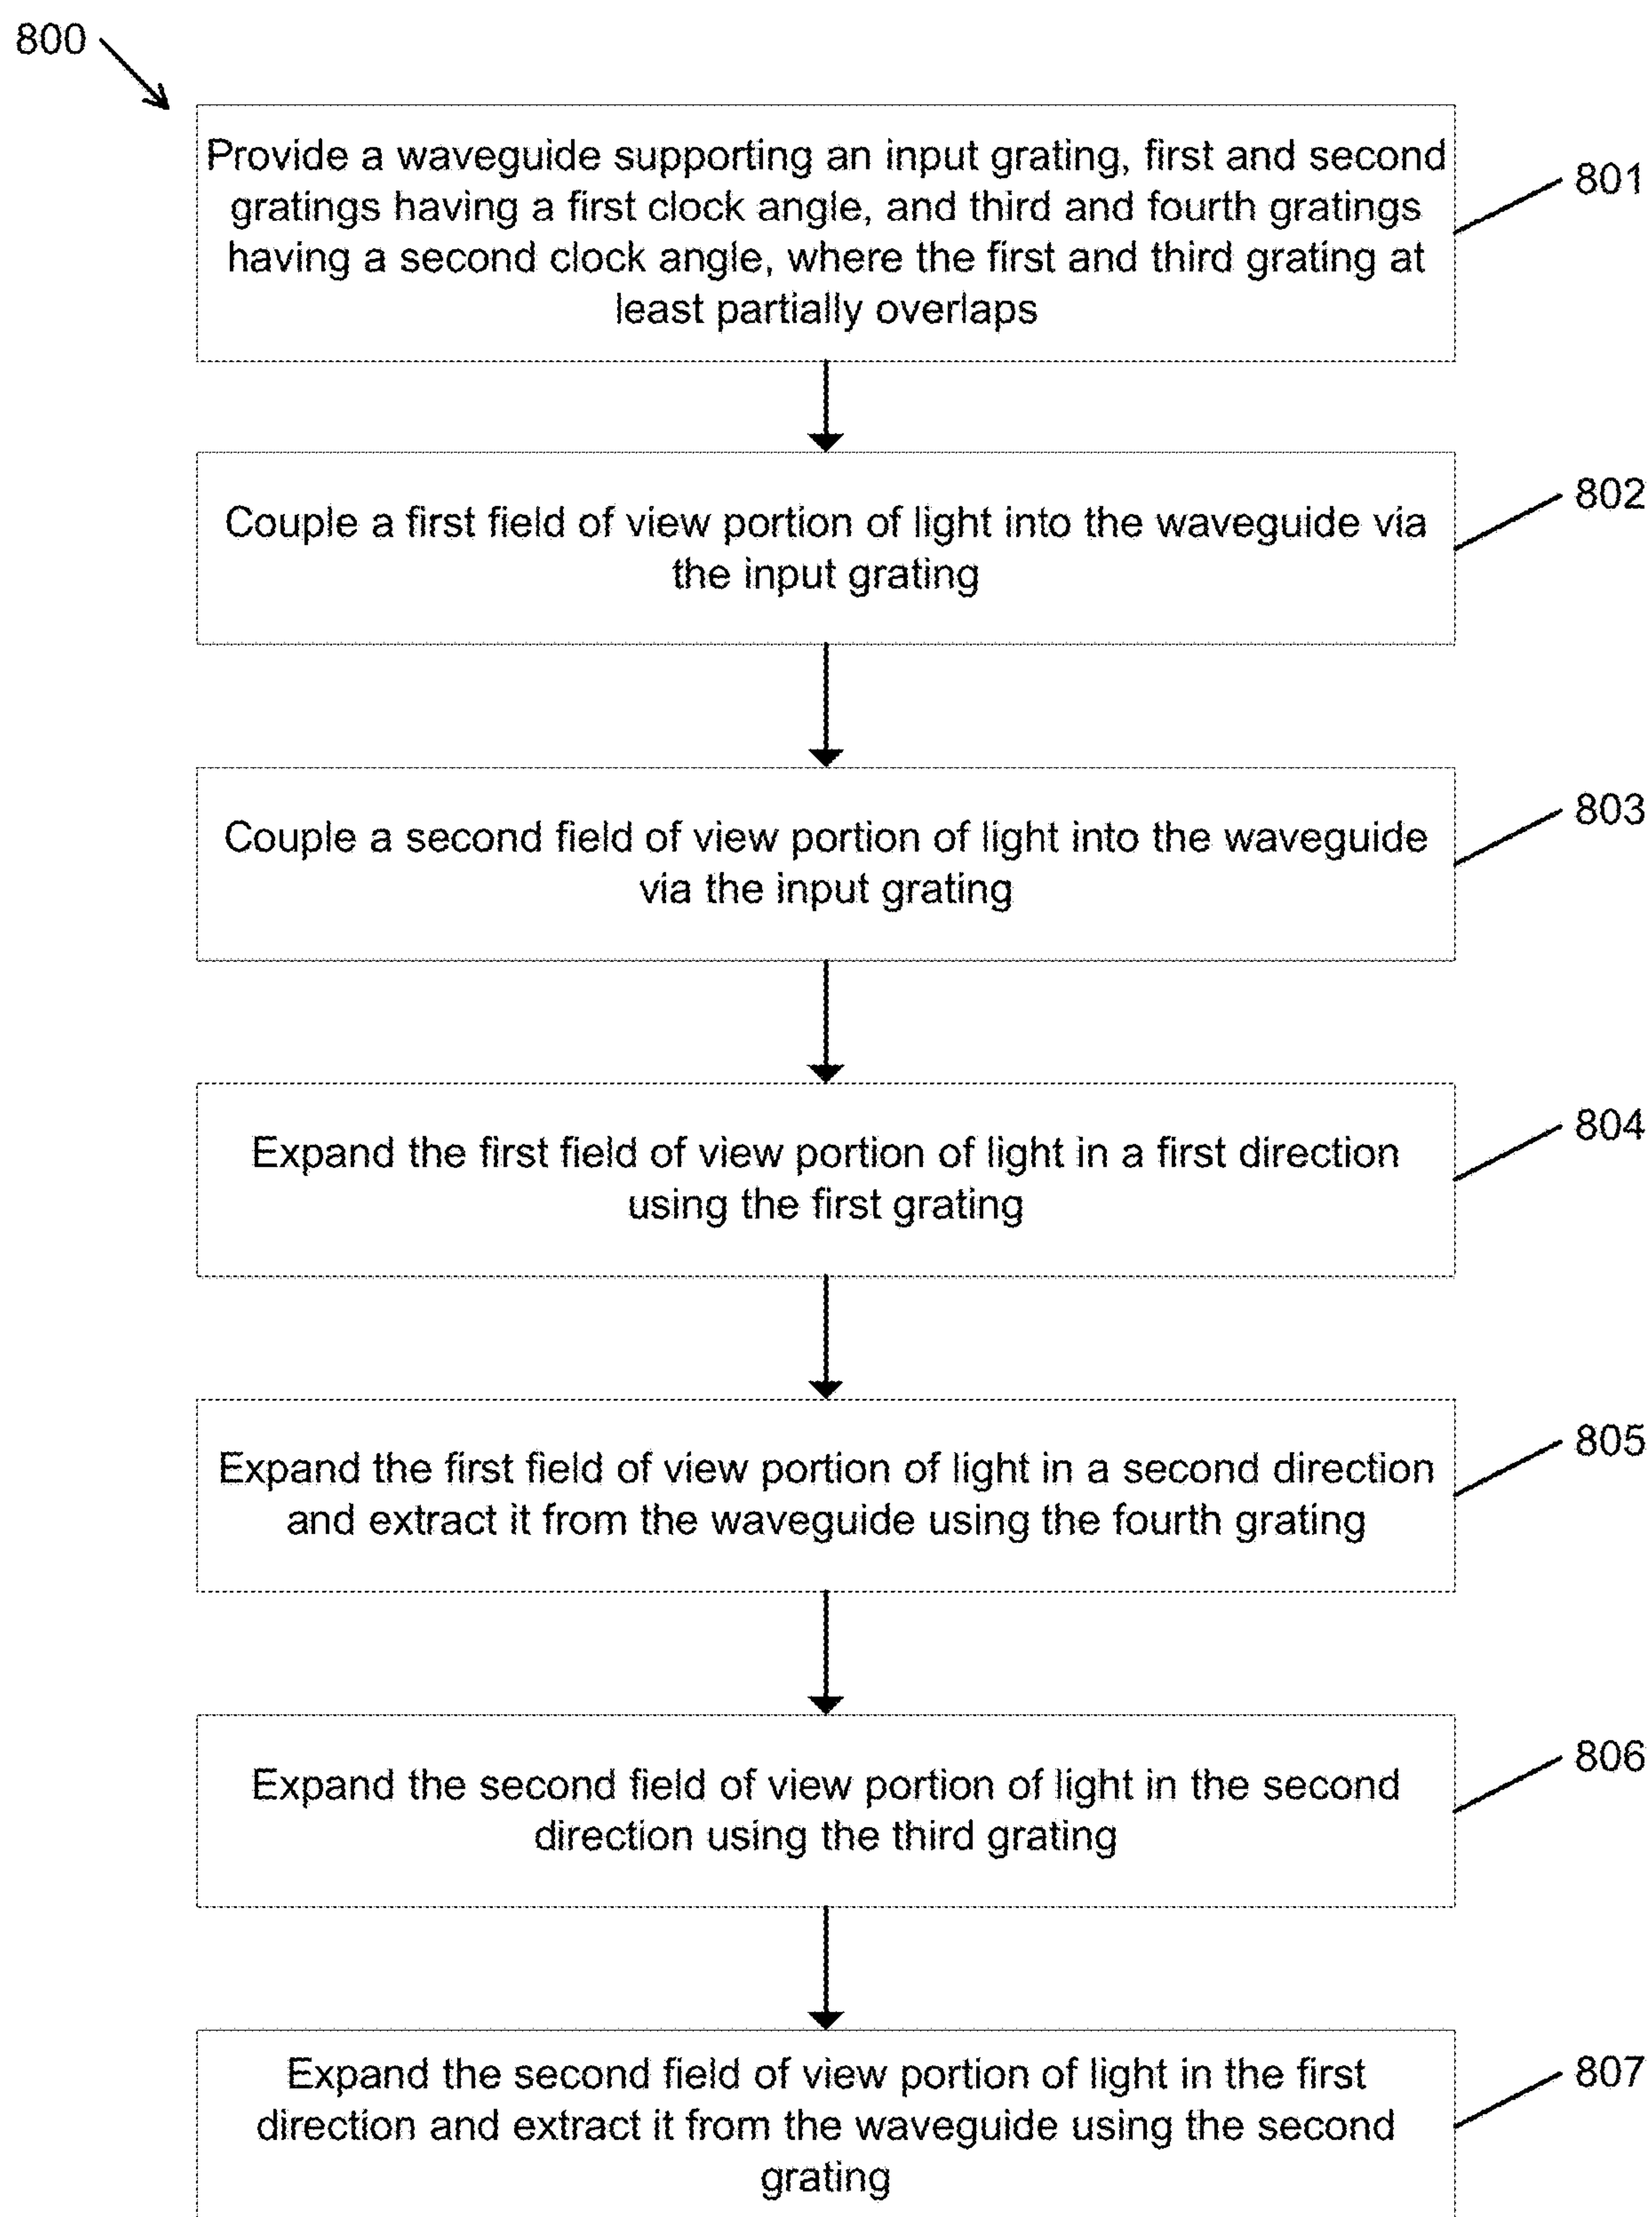 800
Provide a waveguide supporting an input grating, first and second
gratings having a first clock angle, and third and fourth gratings
having a second clock angle, where the first and third grating at
least partially overlaps
801
Couple a first field of view portion of light into the waveguide via
the input grating
802
Couple a second field of view portion of light into the waveguide
via the input grating
803
Expand the first field of view portion of light in a first direction
using the first grating
804
Expand the first field of view portion of light in a second direction
and extract it from the waveguide using the fourth grating
805
Expand the second field of view portion of light in the second
direction using the third grating
806
Expand the second field of view portion of light in the first
direction and extract it from the waveguide using the second
grating
807